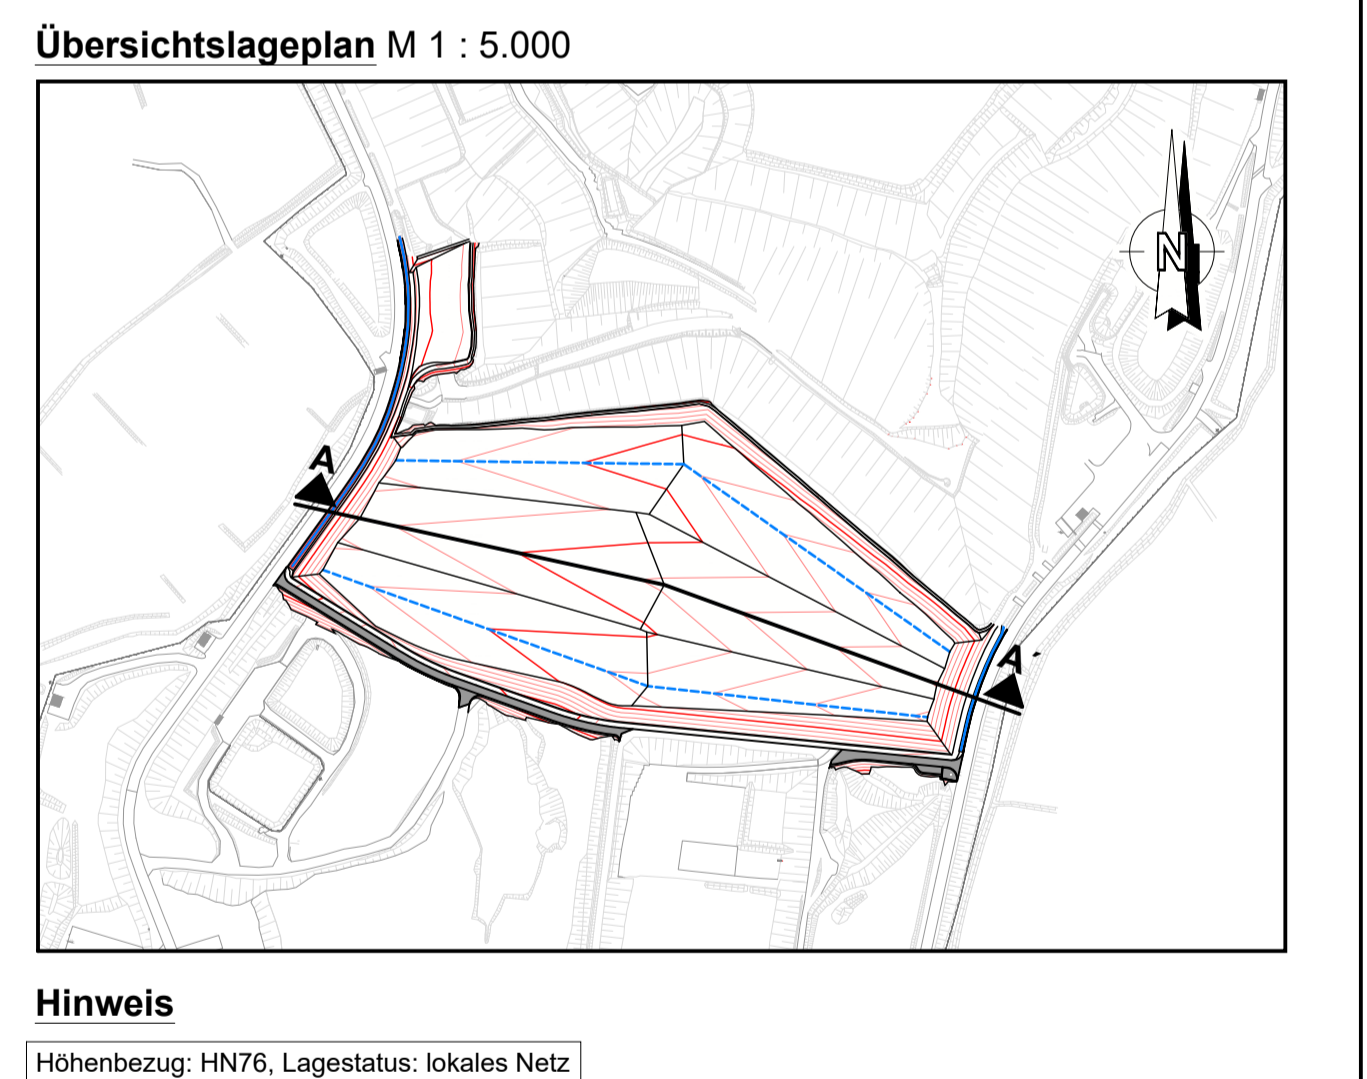 Übersichtslageplan M 1 : 5.000
N
A
A´
Hinweis
Höhenbezug: HN76, Lagestatus: lokales Netz